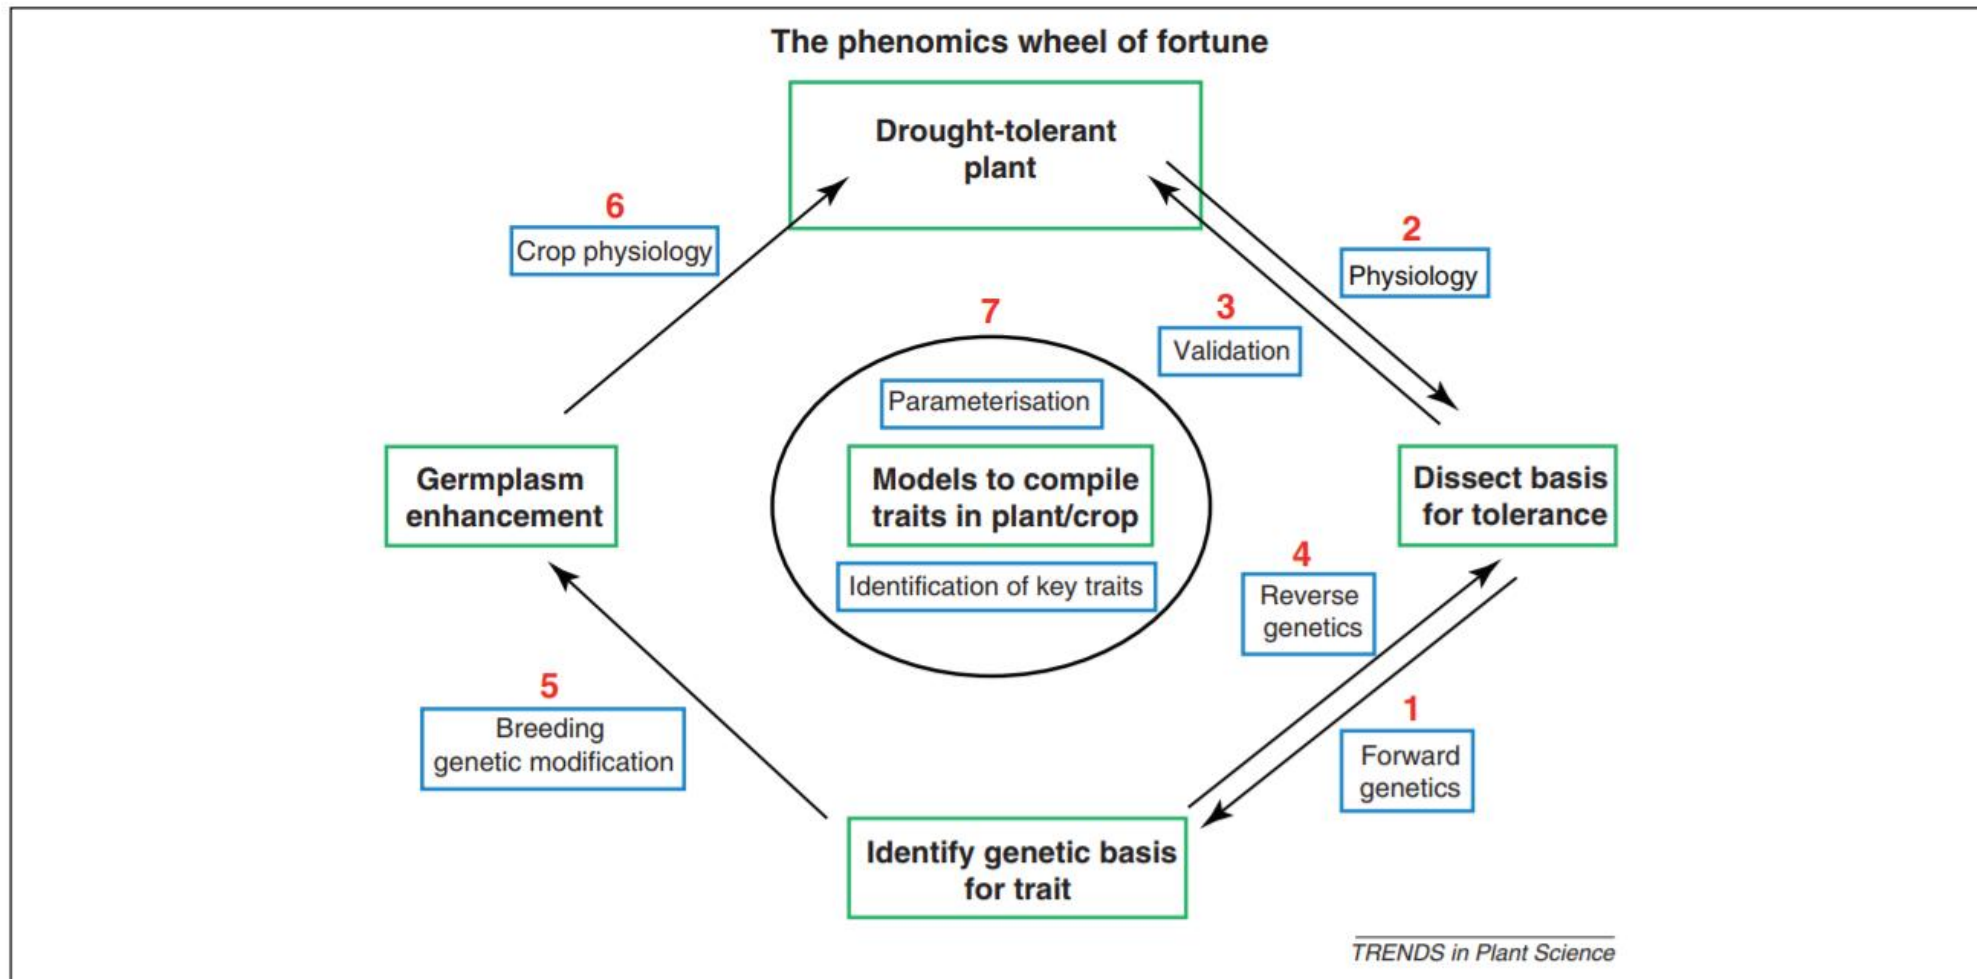 The phenomics wheel of fortune
Drought-tolerant
plant
6
Crop physiology
2
Physiology
3
Validation
7
Parameterisation
Models to compile
traits in plant/crop
Identification of key traits
Germplasm
enhancement
Dissect basis
for tolerance
4
Reverse
genetics
5
Breeding
genetic modification
1
Forward
genetics
Identify genetic basis
for trait
TRENDS in Plant Science